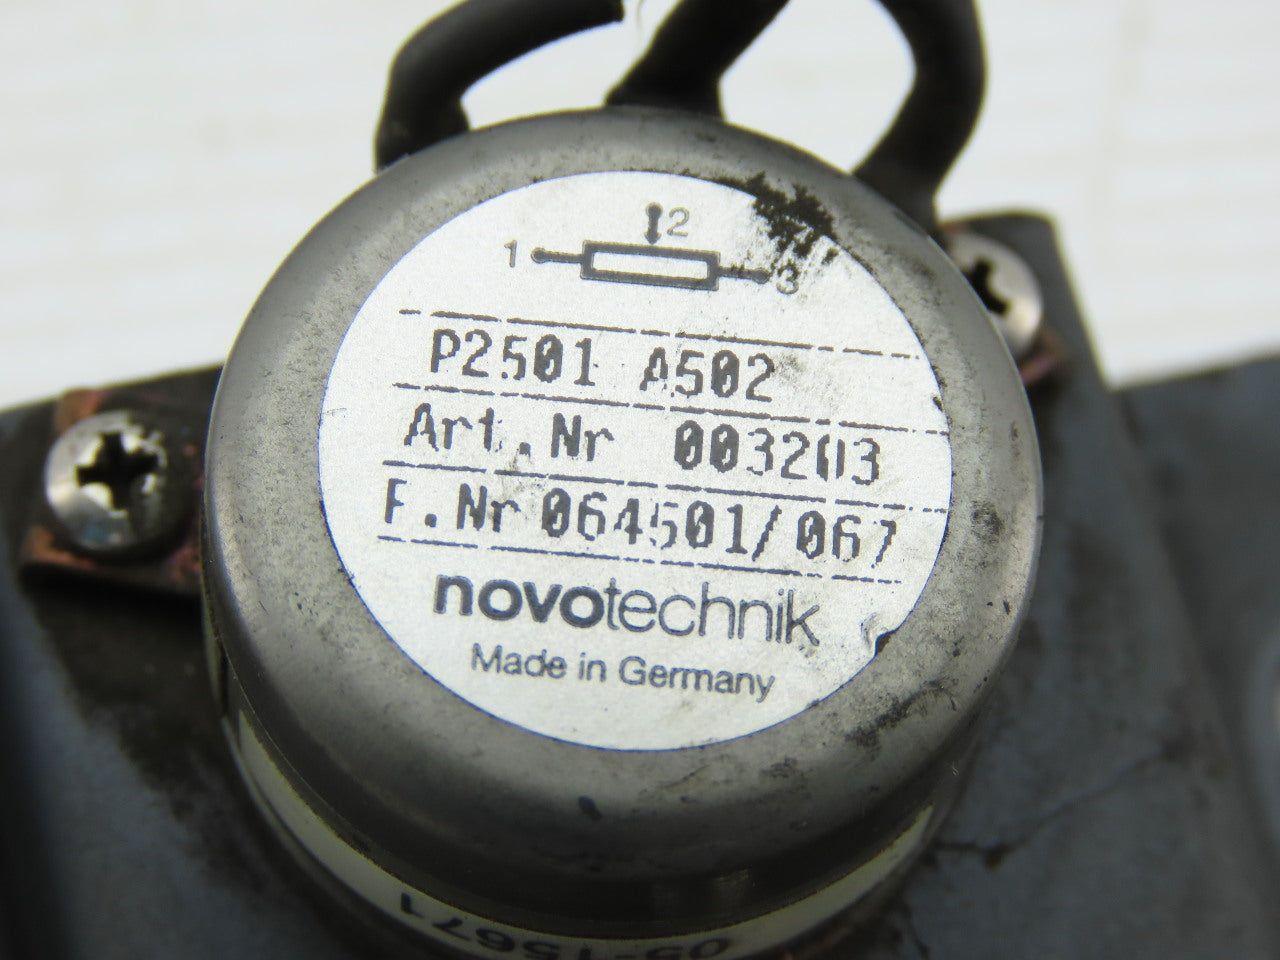 2
1 3
P2501 A502
Art.Nr 003203
F.Nr 064501/067
novotechnik
Made in Germany